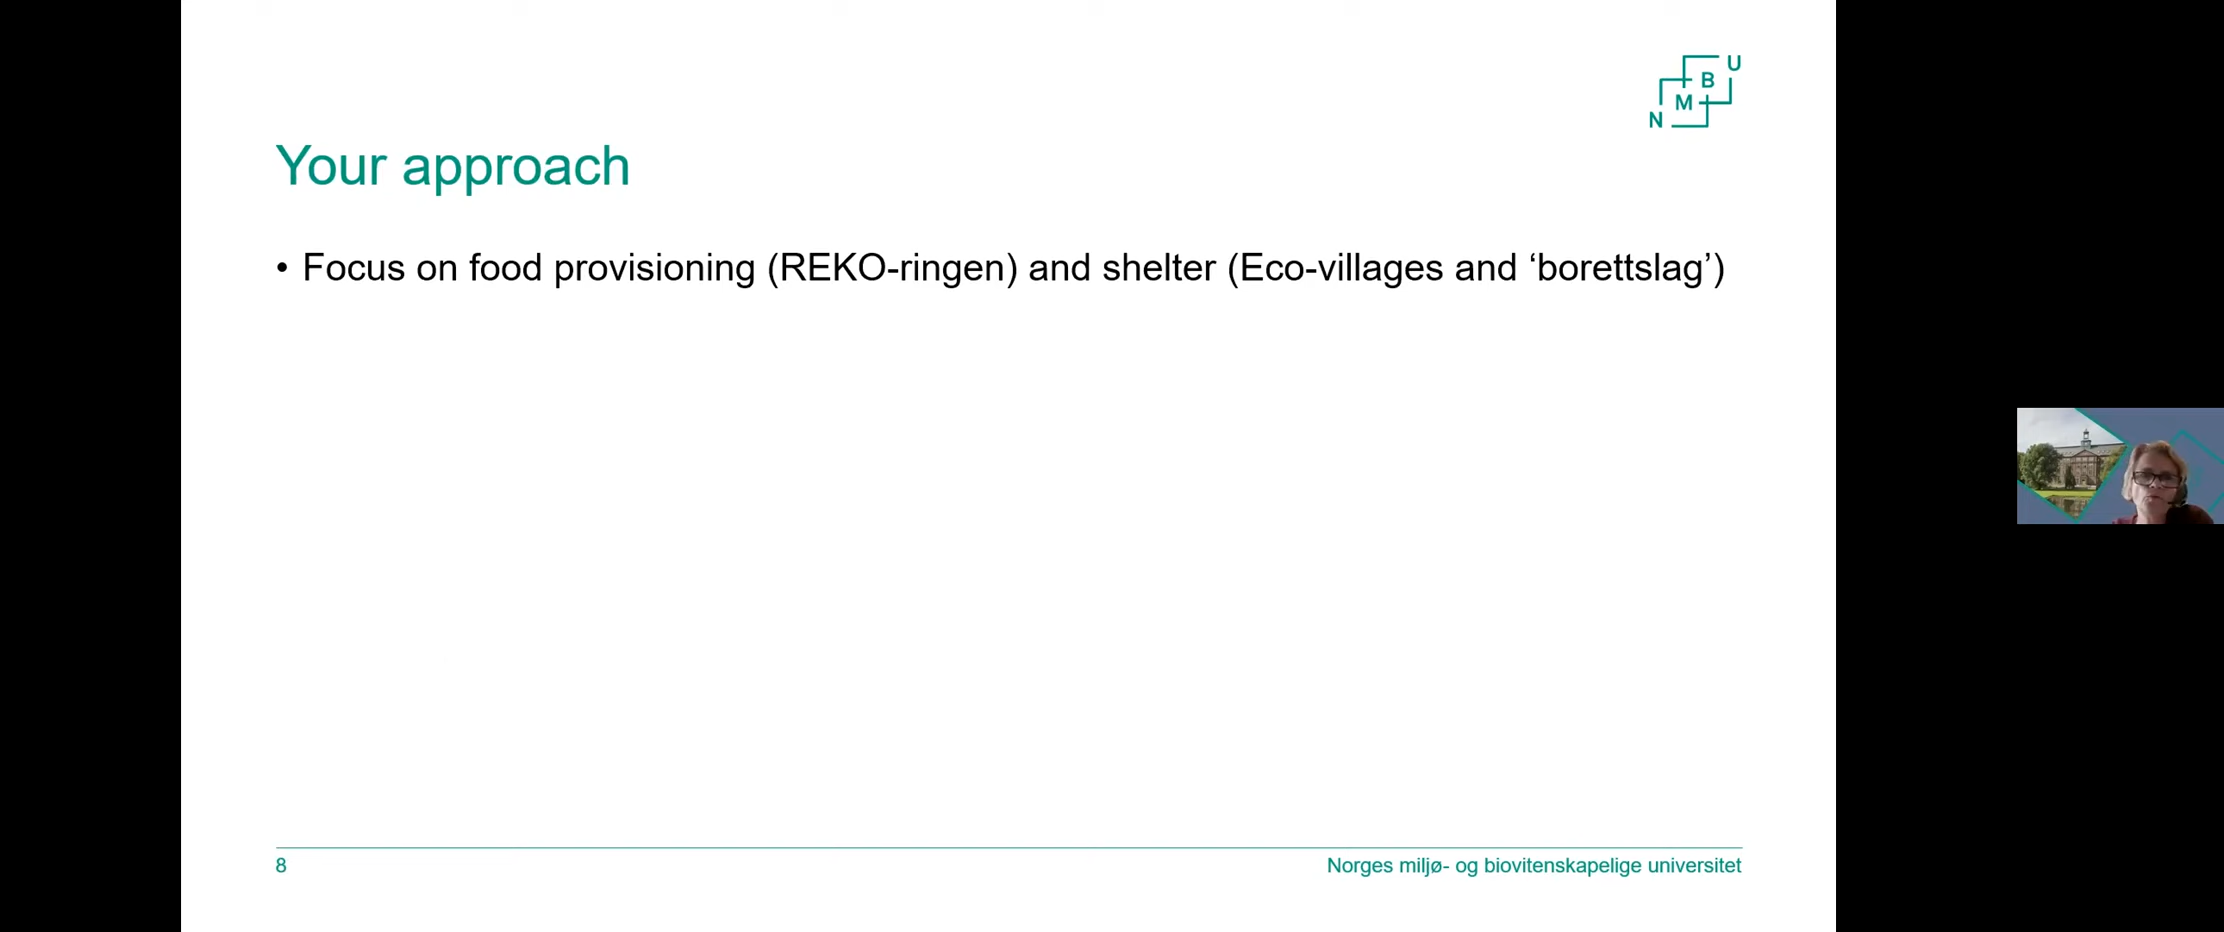 N M B U
Your approach
• Focus on food provisioning (REKO-ringen) and shelter (Eco-villages and ‘borettslag’)
8
Norges miljø- og biovitenskapelige universitet